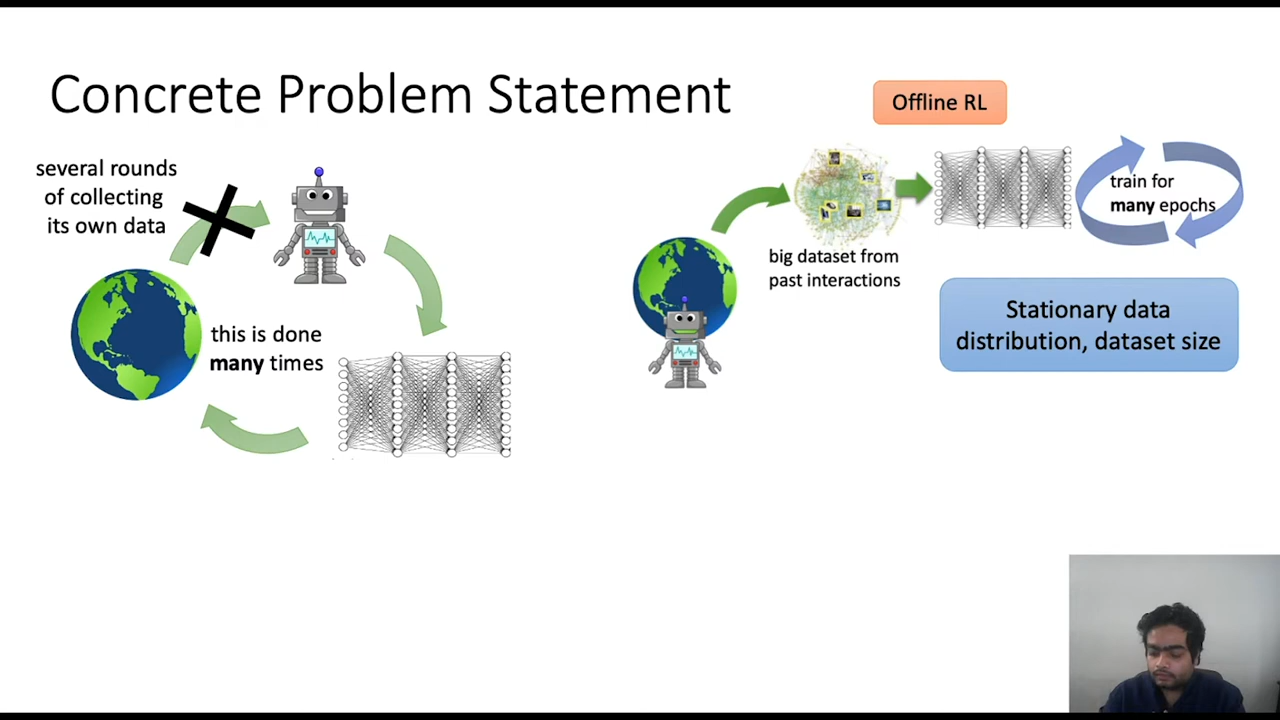 Concrete Problem Statement
Offline RL
several rounds
of collecting
its own data
this is done
many times
big dataset from
past interactions
train for
many epochs
Stationary data
distribution, dataset size